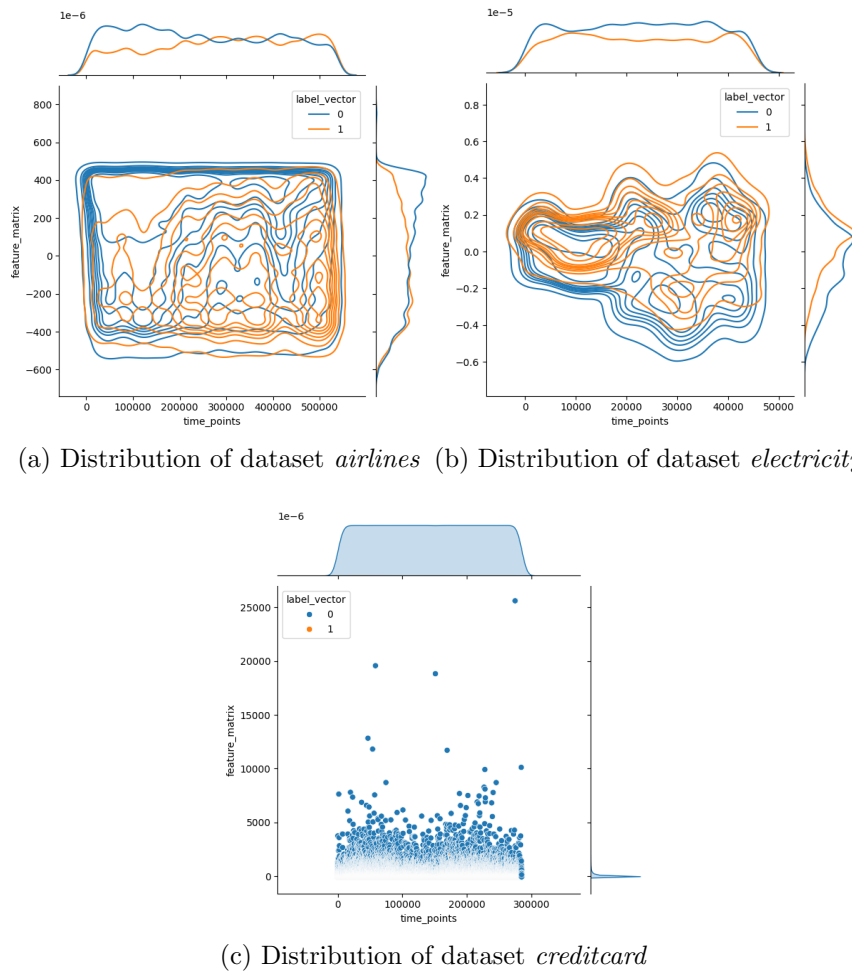 1e−6
label_vector
0
1
800
600
400
200
0
−200
−400
−600
feature_matrix
0
100000
200000
300000
400000
500000
time_points
1e−5
label_vector
0
1
0.8
0.6
0.4
0.2
0.0
−0.2
−0.4
−0.6
feature_matrix
0
10000
20000
30000
40000
50000
time_points
(a) Distribution of dataset airlines
(b) Distribution of dataset electricity
1e−6
label_vector
0
1
25000
20000
15000
10000
5000
0
feature_matrix
0
100000
200000
300000
time_points
(c) Distribution of dataset creditcard